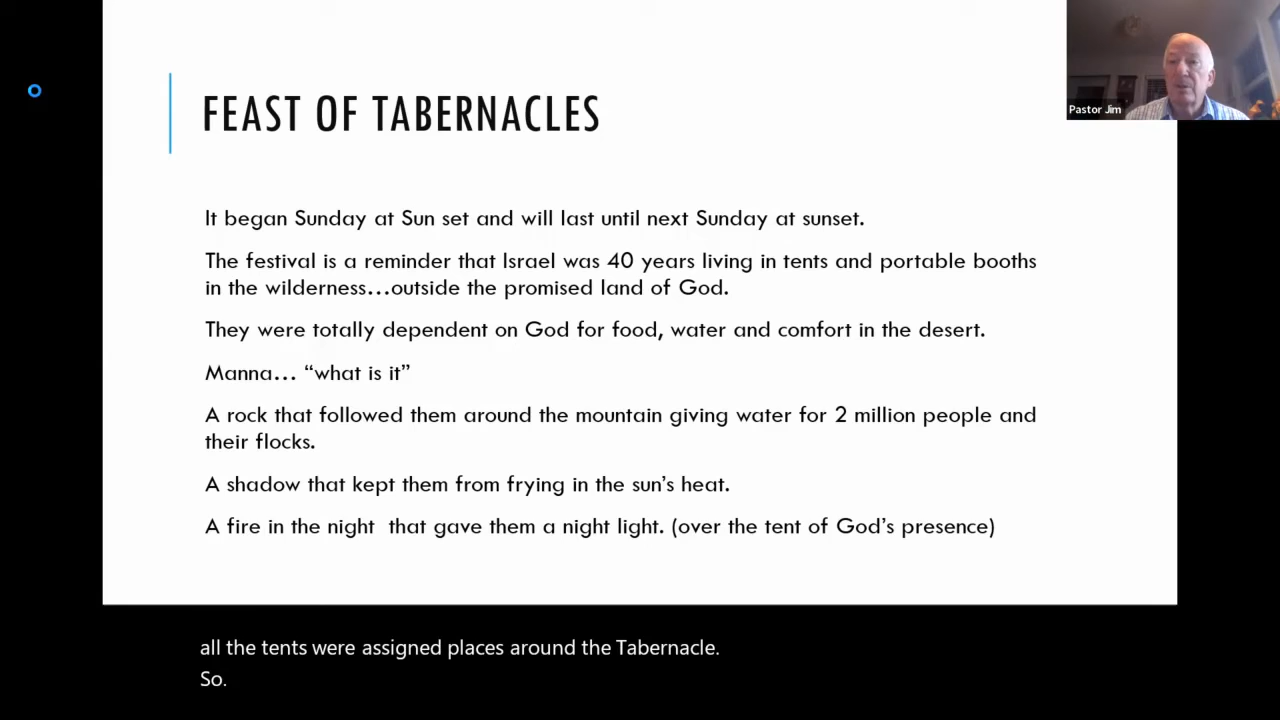 FEAST OF TABERNACLES
Pastor Jim
It began Sunday at Sun set and will last until next Sunday at sunset.
The festival is a reminder that Israel was 40 years living in tents and portable booths
in the wilderness…outside the promised land of God.
They were totally dependent on God for food, water and comfort in the desert.
Manna… “what is it”
A rock that followed them around the mountain giving water for 2 million people and
their flocks.
A shadow that kept them from frying in the sun’s heat.
A fire in the night  that gave them a night light. (over the tent of God’s presence)
all the tents were assigned places around the Tabernacle.
So.